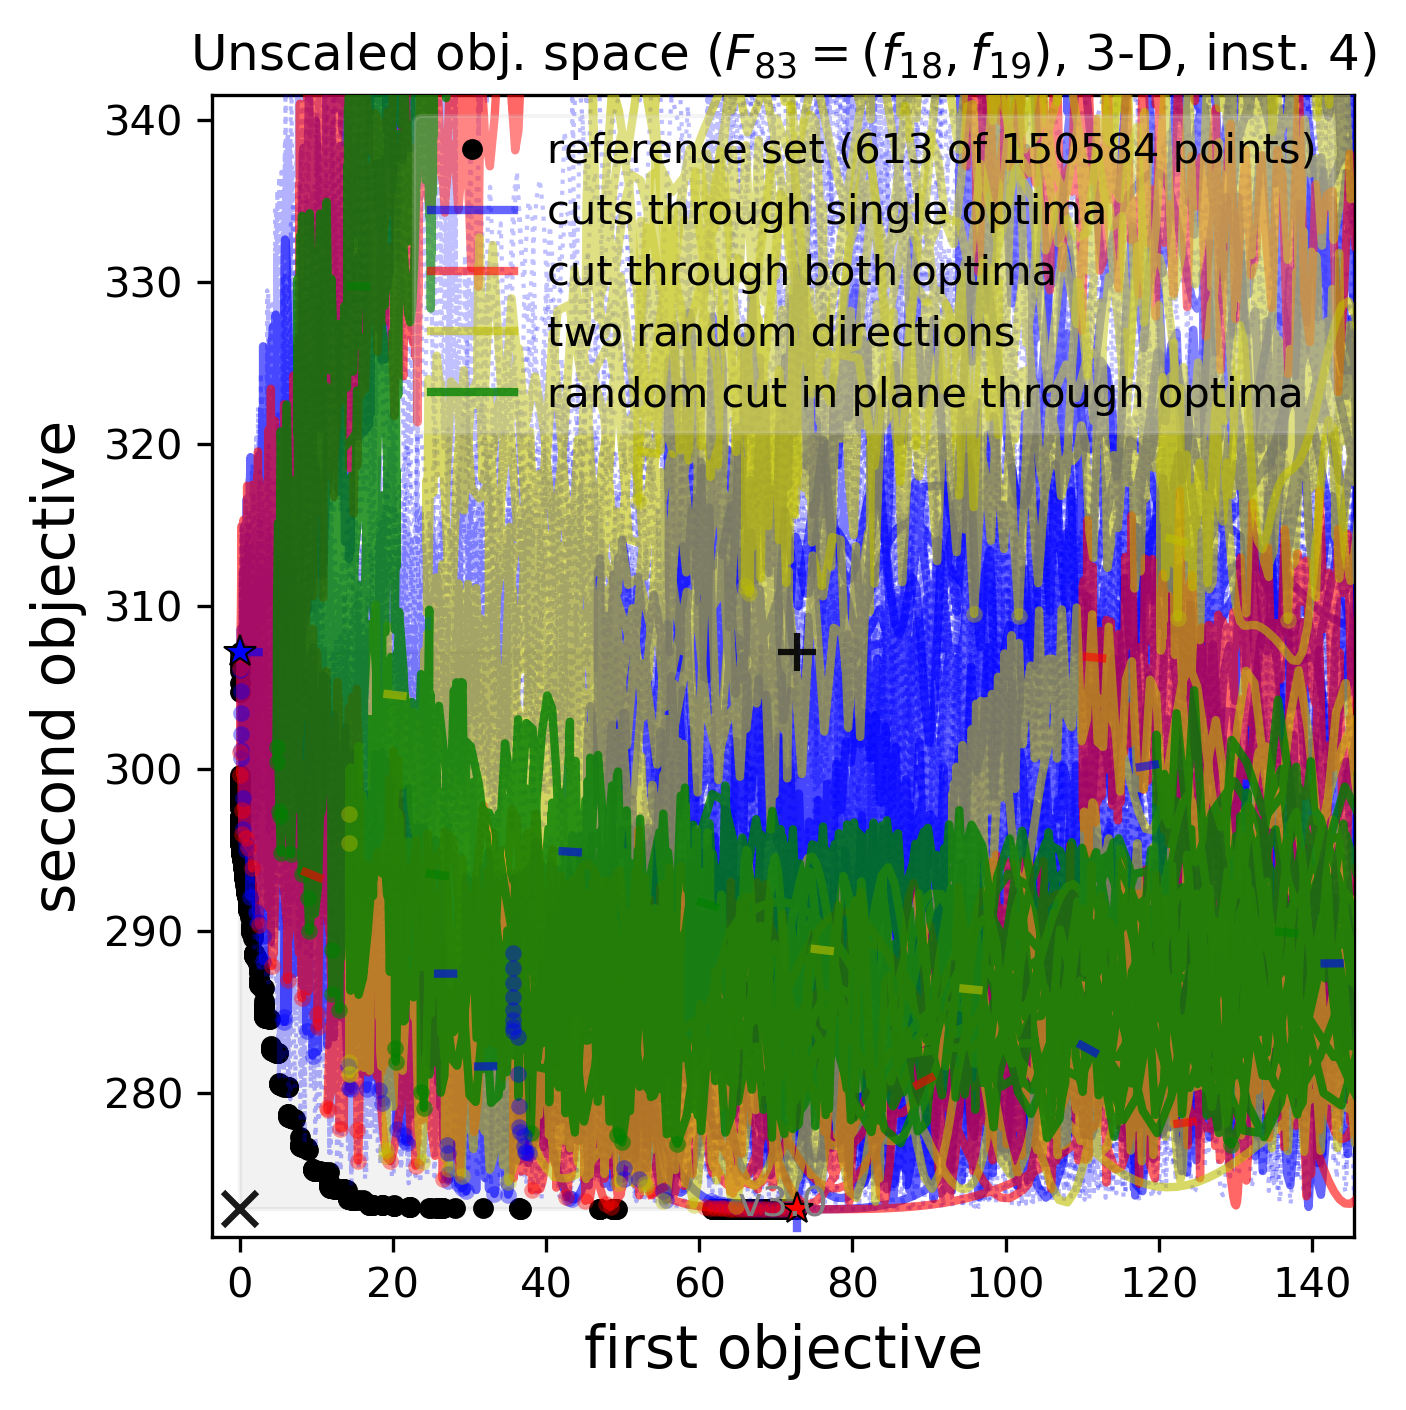 Unscaled obj. space (F83 = (f18, f19), 3-D, inst. 4)
340
330
320
310
300
290
280
second objective
reference set (613 of 150584 points)
cuts through single optima
cut through both optima
two random directions
random cut in plane through optima
v3.0
0 20 40 60 80 100 120 140
first objective